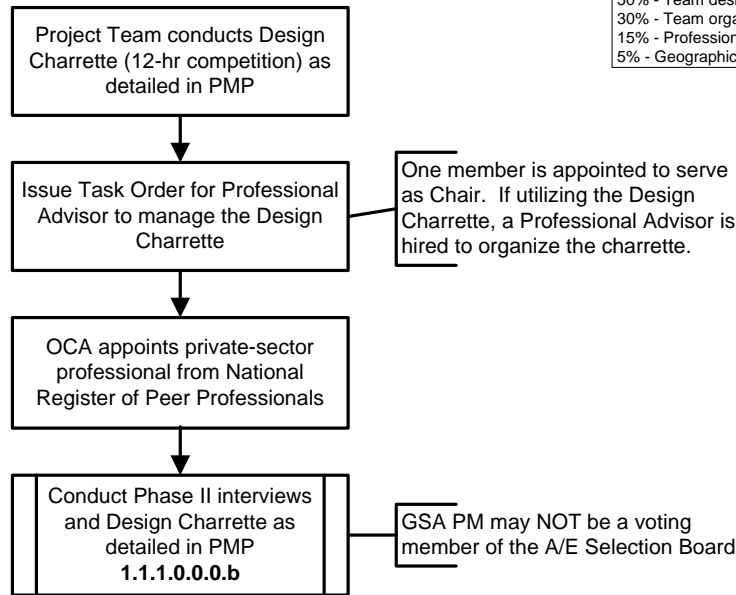 50% - Team
30% - Team
15% -
5% - Geographic
Project Team conducts Design
Charrette (12-hr competition) as
detailed in PMP
Issue Task Order for Professional
Advisor to manage the Design
Charrette
One member is appointed to serve
as Chair.  If utilizing the Design
Charrette, a Professional Advisor is
hired to organize the charrette.
OCA appoints private-sector
professional from National
Register of Peer Professionals
Conduct Phase II interviews
and Design Charrette as
detailed in PMP
1.1.1.0.0.0.b
GSA PM may NOT be a voting
member of the A/E Selection Board